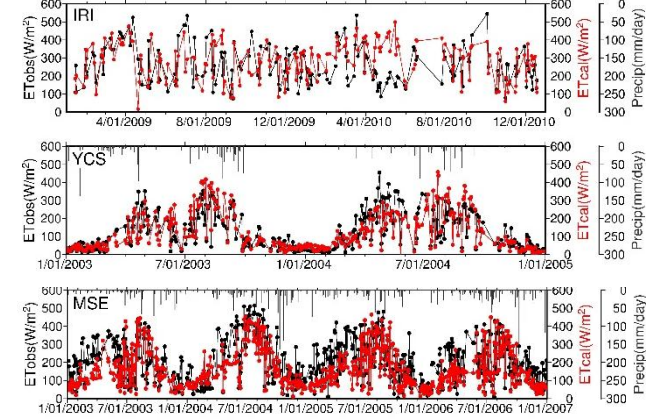 IRI
600 500 400 300 200 100 0
ETobs(W/m²)
600 500 400 300 200 100 0
ETcal(W/m²)
0 50 100 150 200 250 300
Precip(mm/day)
4/01/2009 8/01/2009 12/01/2009 4/01/2010 8/01/2010 12/01/2010
YCS
600 500 400 300 200 100 0
ETobs(W/m²)
600 500 400 300 200 100 0
ETcal(W/m²)
0 50 100 150 200 250 300
Precip(mm/day)
1/01/2003 7/01/2003 1/01/2004 7/01/2004 1/01/2005
MSE
600 500 400 300 200 100 0
ETobs(W/m²)
600 500 400 300 200 100 0
ETcal(W/m²)
0 50 100 150 200 250 300
Precip(mm/day)
1/01/2003 7/01/2003 1/01/2004 7/01/2004 1/01/2005 7/01/2005 1/01/2006 7/01/2006 1/01/2007